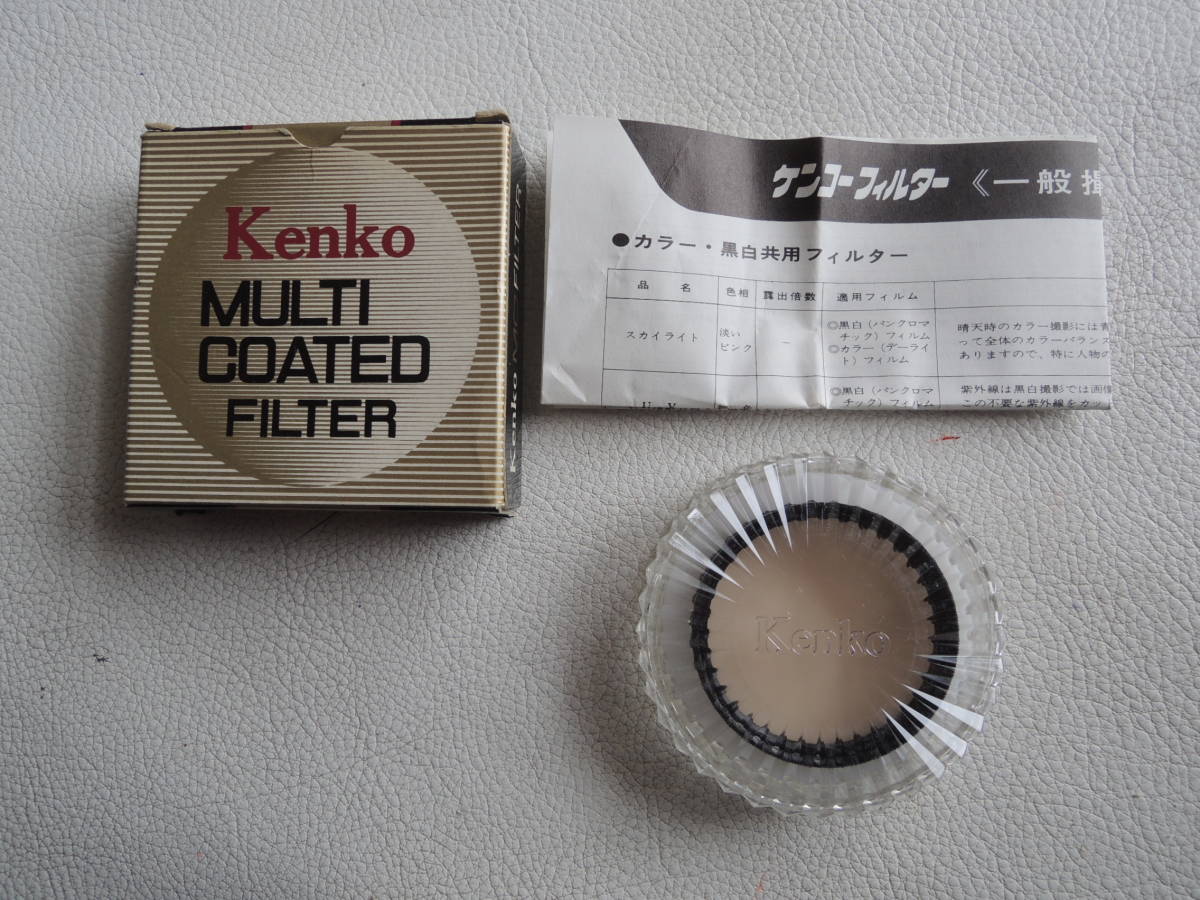 Kenko
MULTI
COATED
FILTER
Kenko MC FILTER
ケンコーフィルター 《一般撮
●カラー・黒白共用フィルター
品 名 色相 露出倍数 適用フィルム
スカイライト 淡い ピンク − ◎黒白(パンクロマ 晴天時のカラー撮影には青
チック)フィルム って全体のカラーバランス
◎カラー(デーライ ありますので、特に人物の
ト)フィルム
◎黒白(パンクロマ 紫外線は黒白撮影では画像
チック)フィルム この不要な紫外線をカッ
Kenko